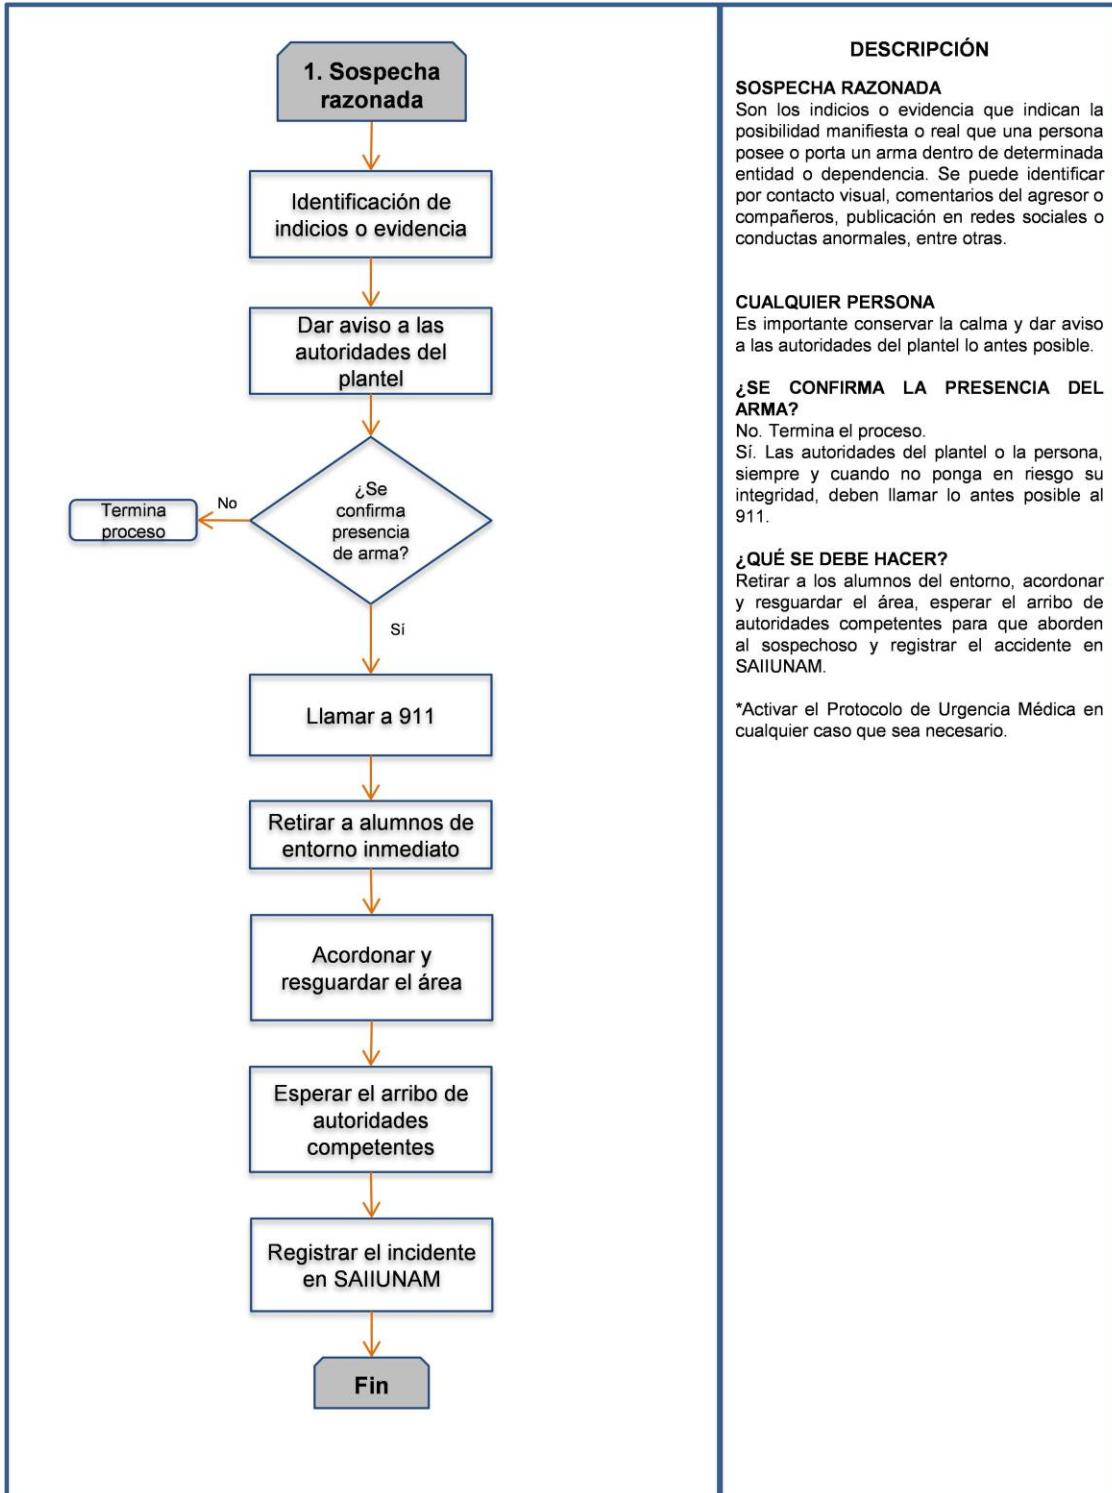 1. Sospecha
razonada
Identificación de
indicios o evidencia
Dar aviso a las
autoridades del
plantel
¿Se
confirma
presencia
de arma?
No
Termina
proceso
Sí
Llamar a 911
Retirar a alumnos de
entorno inmediato
Acordonar y
resguardar el área
Esperar el arribo de
autoridades
competentes
Registrar el incidente
en SAIIUNAM
Fin
DESCRIPCIÓN
SOSPECHA RAZONADA
Son los indicios o evidencia que indican la
posibilidad manifiesta o real que una persona
posee o porta un arma dentro de determinada
entidad o dependencia. Se puede identificar
por contacto visual, comentarios del agresor o
compañeros, publicación en redes sociales o
conductas anormales, entre otras.
CUALQUIER PERSONA
Es importante conservar la calma y dar aviso
a las autoridades del plantel lo antes posible.
¿SE CONFIRMA LA PRESENCIA DEL
ARMA?
No. Termina el proceso.
Sí. Las autoridades del plantel o la persona,
siempre y cuando no ponga en riesgo su
integridad, deben llamar lo antes posible al
911.
¿QUÉ SE DEBE HACER?
Retirar a los alumnos del entorno, acordonar
y resguardar el área, esperar el arribo de
autoridades competentes para que aborden
al sospechoso y registrar el accidente en
SAIIUNAM.
*Activar el Protocolo de Urgencia Médica en
cualquier caso que sea necesario.